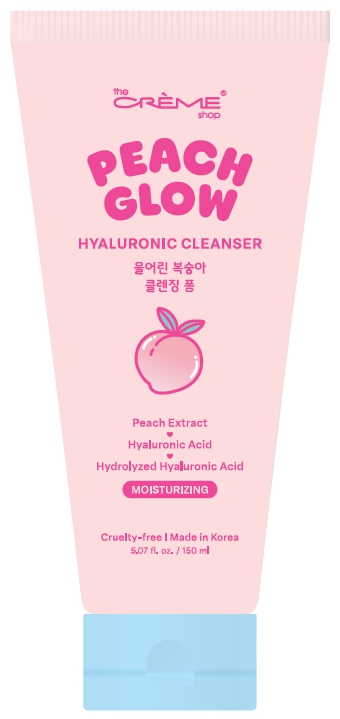 the
CRÈME®
shop
PEACH
GLOW
HYALURONIC CLEANSER
울어린 복숭아
클렌징 폼
Peach Extract
Hyaluronic Acid
Hydrolyzed Hyaluronic Acid
MOISTURIZING
Cruelty-free | Made in Korea
5.07 fl. oz. / 150 ml